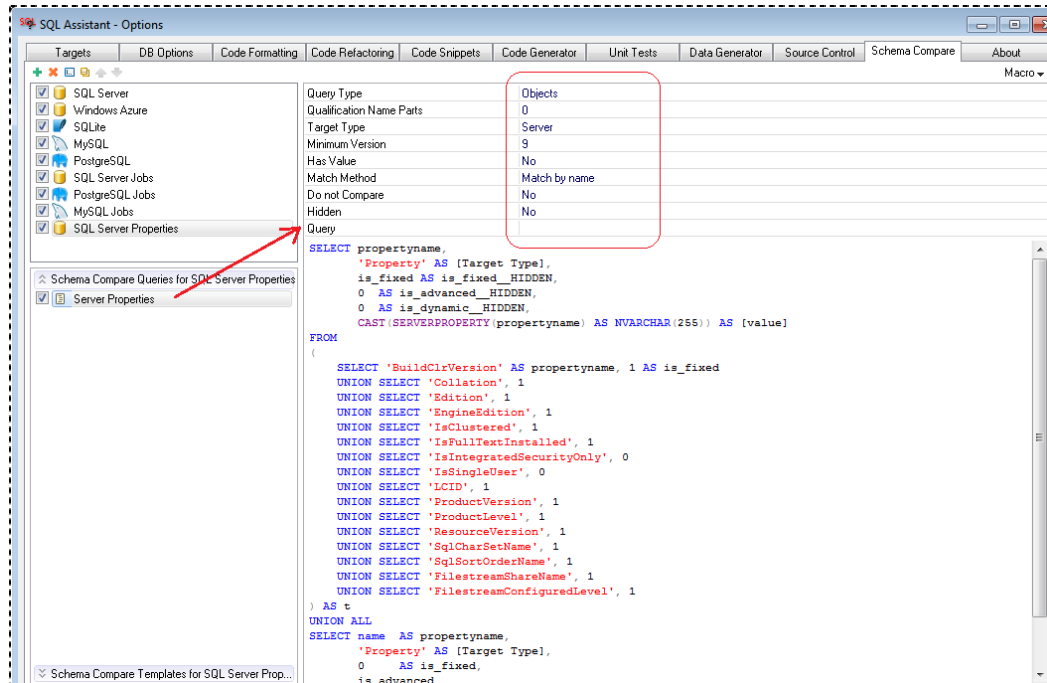 SQL Assistant - Options
Targets DB Options Code Formatting Code Refactoring Code Snippets Code Generator Unit Tests Data Generator Source Control Schema Compare About
Macro
SQL Server
Windows Azure
SQLite
MySQL
PostgreSQL
SQL Server Jobs
PostgreSQL Jobs
MySQL Jobs
SQL Server Properties
Schema Compare Queries for SQL Server Properties
Server Properties
Schema Compare Templates for SQL Server Prop...
Query Type Objects
Qualification Name Parts 0
Target Type Server
Minimum Version 9
Has Value No
Match Method Match by name
Do not Compare No
Hidden No
Query
SELECT propertyname,
'Property' AS [Target Type],
is_fixed AS is_fixed__HIDDEN,
0 AS is_advanced__HIDDEN,
0 AS is_dynamic__HIDDEN,
CAST(SERVERPROPERTY(propertyname) AS NVARCHAR(255)) AS [value]
FROM
(
SELECT 'BuildClrVersion' AS propertyname, 1 AS is_fixed
UNION SELECT 'Collation', 1
UNION SELECT 'Edition', 1
UNION SELECT 'EngineEdition', 1
UNION SELECT 'IsClustered', 1
UNION SELECT 'IsFullTextInstalled', 1
UNION SELECT 'IsIntegratedSecurityOnly', 0
UNION SELECT 'IsSingleUser', 0
UNION SELECT 'LCID', 1
UNION SELECT 'ProductVersion', 1
UNION SELECT 'ProductLevel', 1
UNION SELECT 'ResourceVersion', 1
UNION SELECT 'SqlCharSetName', 1
UNION SELECT 'SqlSortOrderName', 1
UNION SELECT 'FilestreamShareName', 1
UNION SELECT 'FilestreamConfiguredLevel', 1
) AS t
UNION ALL
SELECT name AS propertyname,
'Property' AS [Target Type],
0 AS is_fixed,
is_advanced